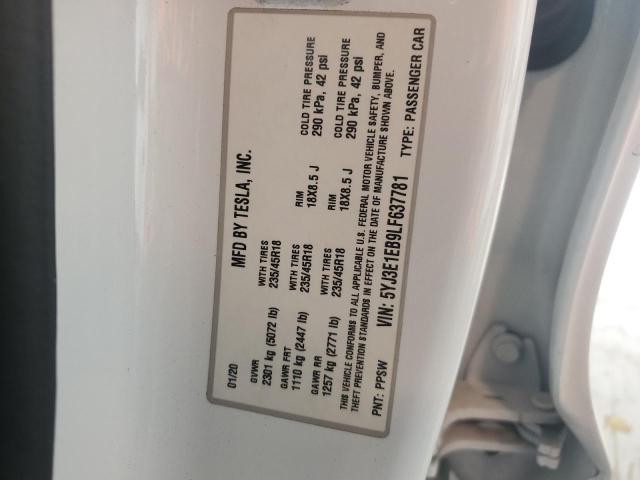 MFD BY TESLA, INC.
01/20
GVWR WITH TIRES RIM COLD TIRE PRESSURE
2301 kg (5072 lb) 235/45R18 18X8.5 J 290 kPa, 42 psi
GAWR FRT WITH TIRES RIM COLD TIRE PRESSURE
1110 kg (2447 lb) 235/45R18 18X8.5 J 290 kPa, 42 psi
GAWR RR WITH TIRES
1257 kg (2771 lb) 235/45R18
THIS VEHICLE CONFORMS TO ALL APPLICABLE U.S. FEDERAL MOTOR VEHICLE SAFETY, BUMPER, AND
THEFT PREVENTION STANDARDS IN EFFECT ON THE DATE OF MANUFACTURE SHOWN ABOVE.
VIN: 5YJ3E1EB9LF637781 TYPE: PASSENGER CAR
PNT: PPSW